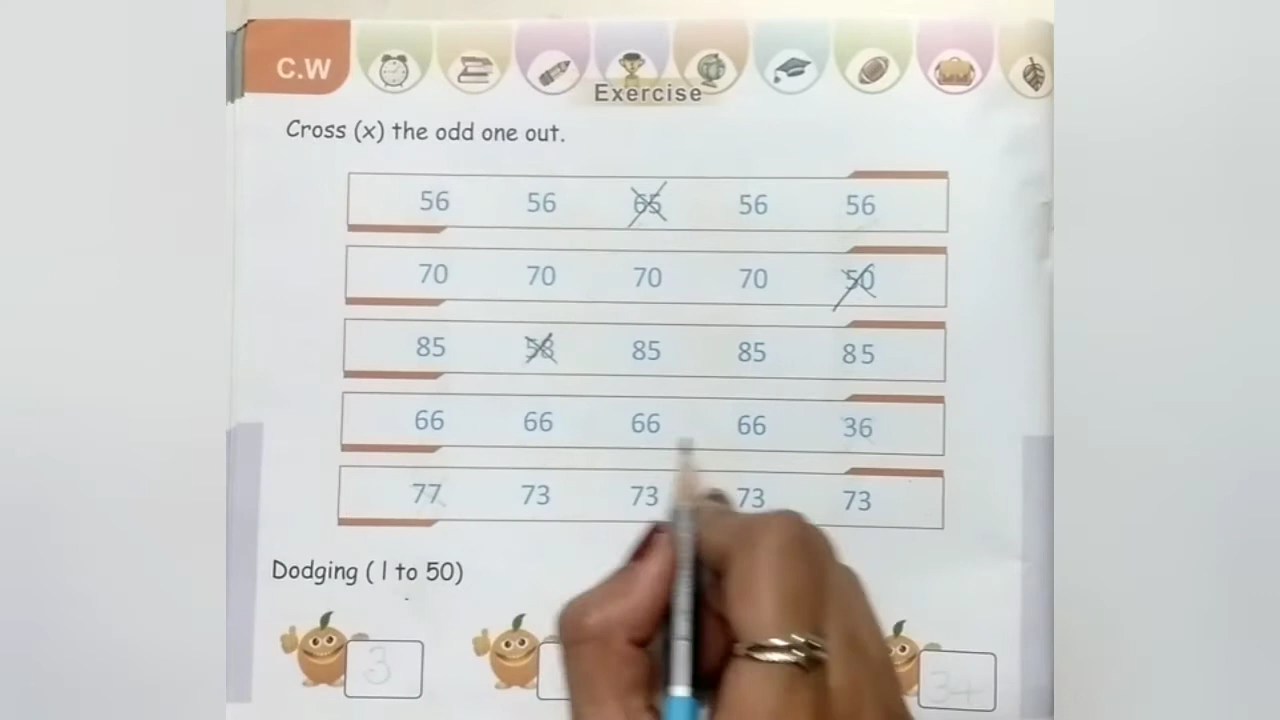 C.W
Exercise
Cross (x) the odd one out.
56 56 65 56 56
70 70 70 70 50
85 58 85 85 85
66 66 66 66 36
77 73 73 73 73
Dodging ( 1 to 50)
3 34